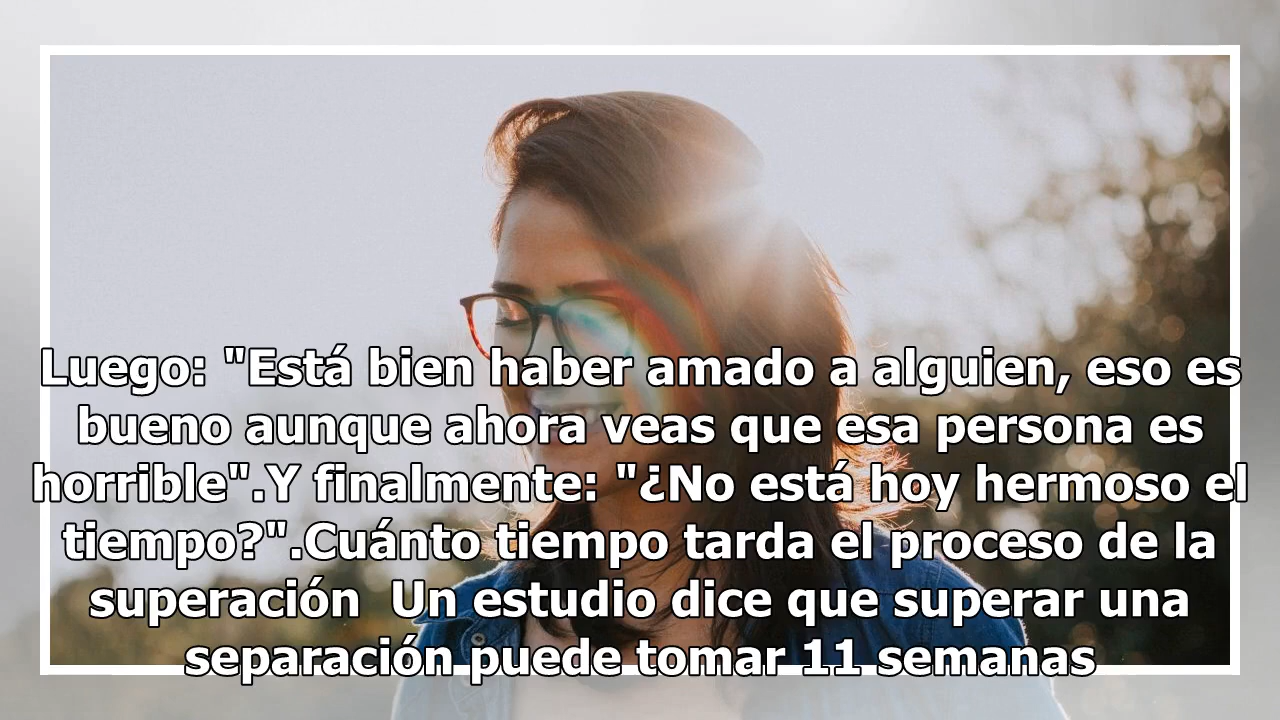 Luego: "Está bien haber amado a alguien, eso es
bueno aunque ahora veas que esa persona es
horrible".Y finalmente: "¿No está hoy hermoso el
tiempo?".Cuánto tiempo tarda el proceso de la
superación  Un estudio dice que superar una
separación puede tomar 11 semanas